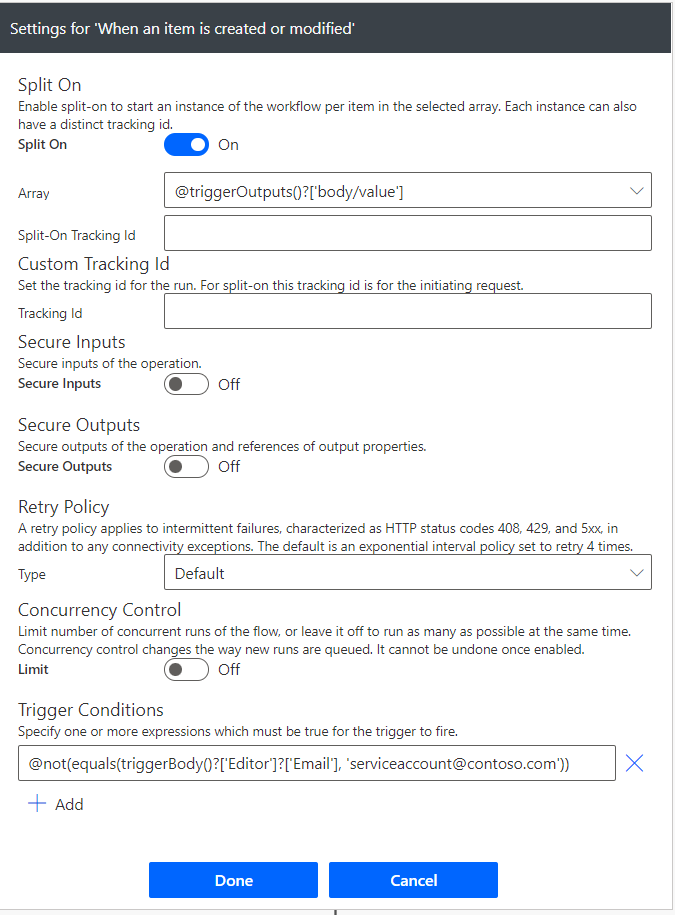 Settings for 'When an item is created or modified'
Split On
Enable split-on to start an instance of the workflow per item in the selected array. Each instance can also
have a distinct tracking id.
Split On
On
Array
@triggerOutputs()?['body/value']
Split-On Tracking Id
Custom Tracking Id
Set the tracking id for the run. For split-on this tracking id is for the initiating request.
Tracking Id
Secure Inputs
Secure inputs of the operation.
Secure Inputs
Off
Secure Outputs
Secure outputs of the operation and references of output properties.
Secure Outputs
Off
Retry Policy
A retry policy applies to intermittent failures, characterized as HTTP status codes 408, 429, and 5xx, in
addition to any connectivity exceptions. The default is an exponential interval policy set to retry 4 times.
Type
Default
Concurrency Control
Limit number of concurrent runs of the flow, or leave it off to run as many as possible at the same time.
Concurrency control changes the way new runs are queued. It cannot be undone once enabled.
Limit
Off
Trigger Conditions
Specify one or more expressions which must be true for the trigger to fire.
@not(equals(triggerBody()?['Editor']?['Email'], 'serviceaccount@contoso.com'))
Add
Done
Cancel